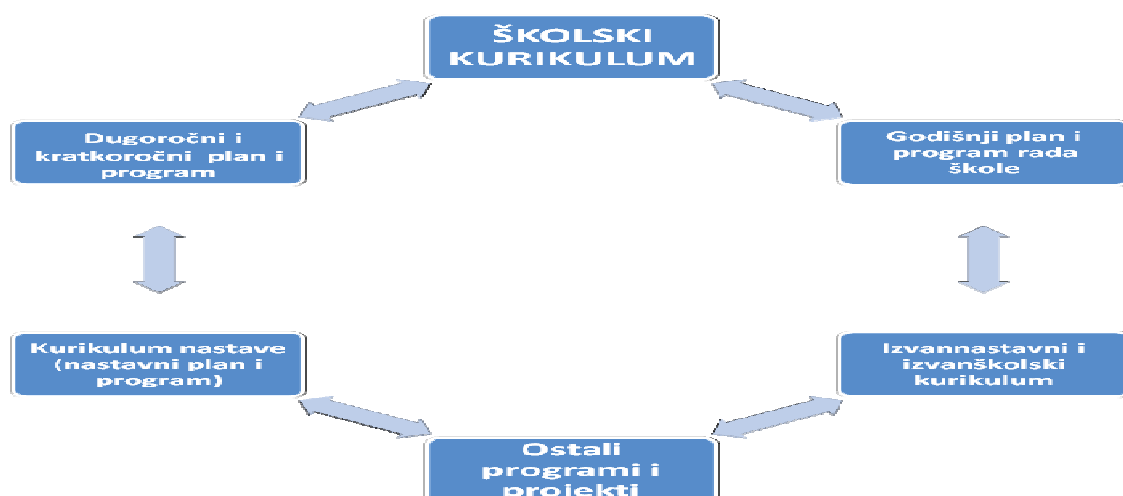 ŠKOLSKI
KURIKULUM
Dugoročni i
kratkoročni plan i
program
Godišnji plan i
program rada
škole
Kurikulum nastave
(nastavni plan i
program)
Izvannastavni i
izvanškolski
kurikulum
Ostali
programi i
projekti